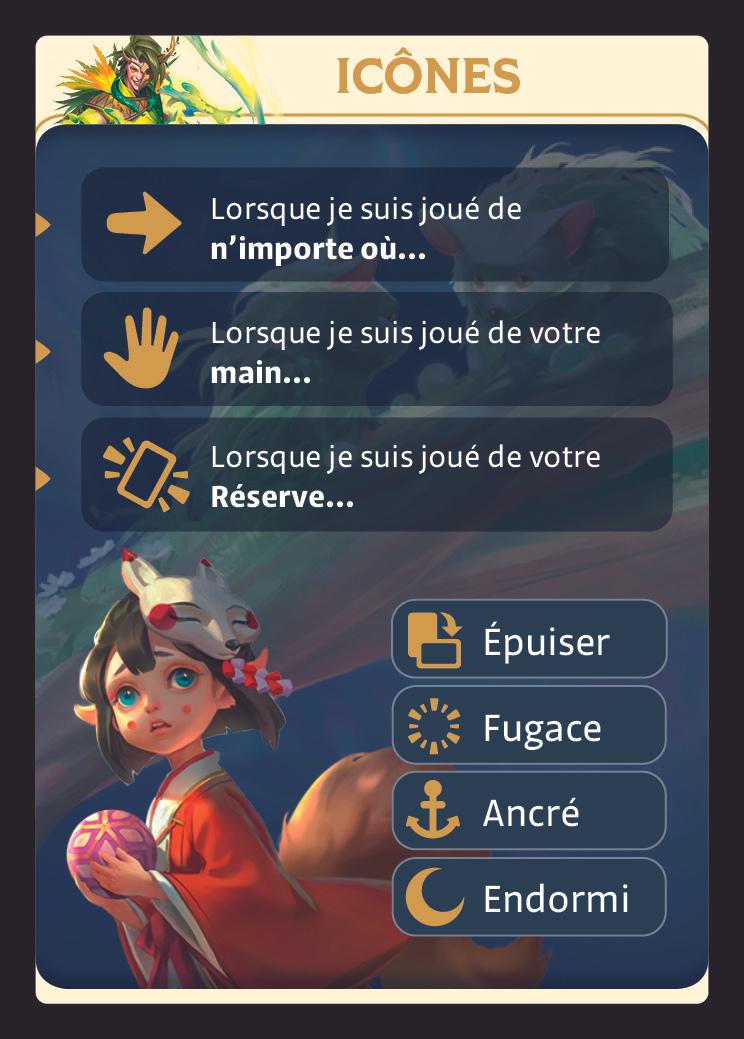 ICÔNES
Lorsque je suis joué de
n’importe où...
Lorsque je suis joué de votre
main...
Lorsque je suis joué de votre
Réserve...
Épuiser
Fugace
Ancré
Endormi